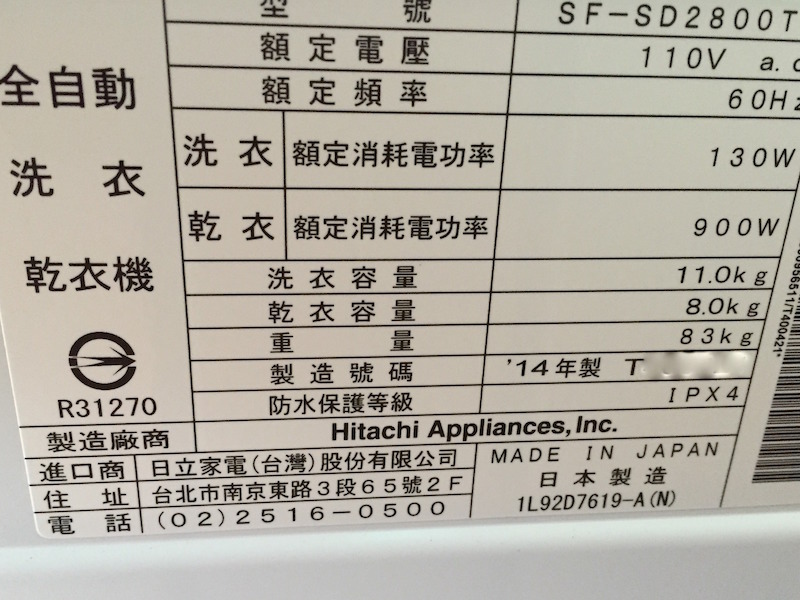 型 號 SF-SD2800T
額定電壓 110V a.c
額定頻率 60Hz
全自動
洗衣
乾衣機
洗衣 額定消耗電功率 130W
乾衣 額定消耗電功率 900W
洗衣容量 11.0kg
乾衣容量 8.0kg
重量 83kg
製造號碼 '14年製 T
防水保護等級 IPX4
R31270
製造廠商 Hitachi Appliances, Inc.
進口商 日立家電(台灣)股份有限公司
住址 台北市南京東路3段65號2F
電話 (02)2516-0500
MADE IN JAPAN
日本製造
1L92D7619-A(N)